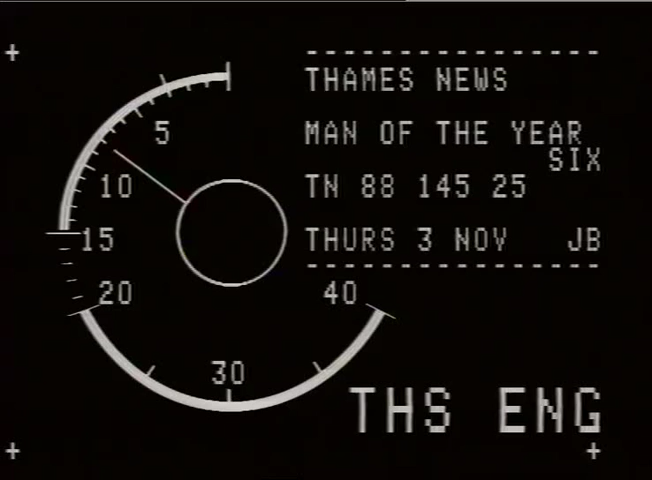 THAMES NEWS
MAN OF THE YEAR
SIX
TN 88 145 25
THURS 3 NOV JB
5
10
15
20
30
40
THS ENG